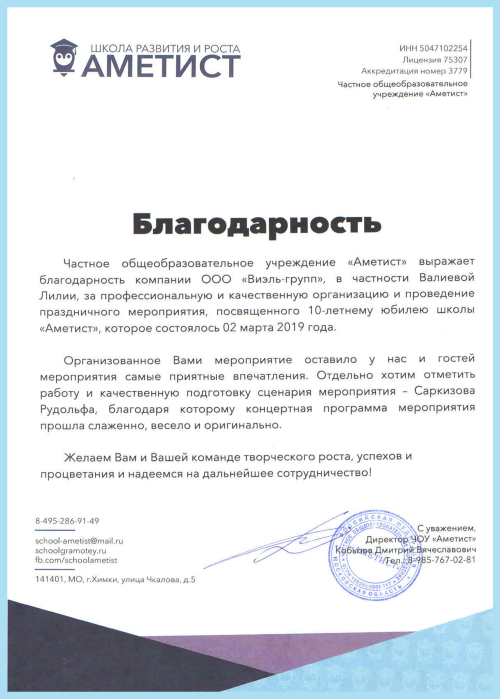 ШКОЛА РАЗВИТИЯ И РОСТА
АМЕТИСТ
ИНН 5047102254
Лицензия 75307
Аккредитация номер 3779
Частное общеобразовательное
учреждение «Аметист»
Благодарность
Частное общеобразовательное учреждение «Аметист» выражает
благодарность компании ООО «Виэль-групп», в частности Валиевой
Лилии, за профессиональную и качественную организацию и проведение
праздничного мероприятия, посвященного 10-летнему юбилею школы
«Аметист», которое состоялось 02 марта 2019 года.
Организованное Вами мероприятие оставило у нас и гостей
мероприятия самые приятные впечатления. Отдельно хотим отметить
работу и качественную подготовку сценария мероприятия – Саркизова
Рудольфа, благодаря которому концертная программа мероприятия
прошла слаженно, весело и оригинально.
Желаем Вам и Вашей команде творческого роста, успехов и
процветания и надеемся на дальнейшее сотрудничество!
8-495-286-91-49
school-ametist@mail.ru
schoolgramotey.ru
fb.com/schoolametist
141401, МО, г.Химки, улица Чкалова, д.5
С уважением,
Директор ЧОУ «Аметист»
Кобылов Дмитрий Вячеславович
Тел.: 8-985-767-02-81
РОССИЙСКАЯ ФЕДЕРАЦИЯ
МОСКОВСКАЯ ОБЛАСТЬ
"АМЕТИСТ"